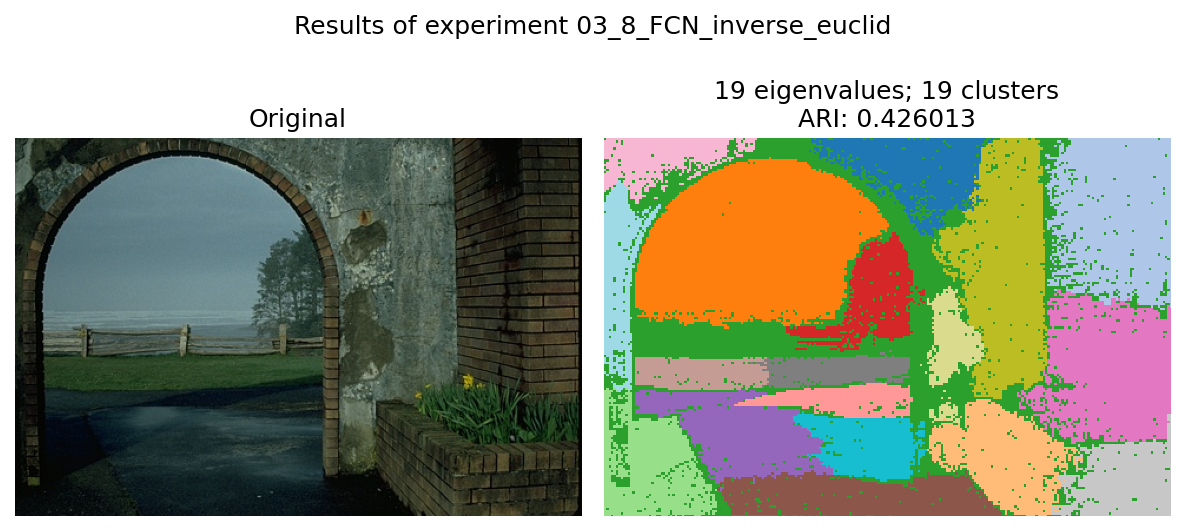 Results of experiment 03_8_FCN_inverse_euclid
Original
19 eigenvalues; 19 clusters
ARI: 0.426013